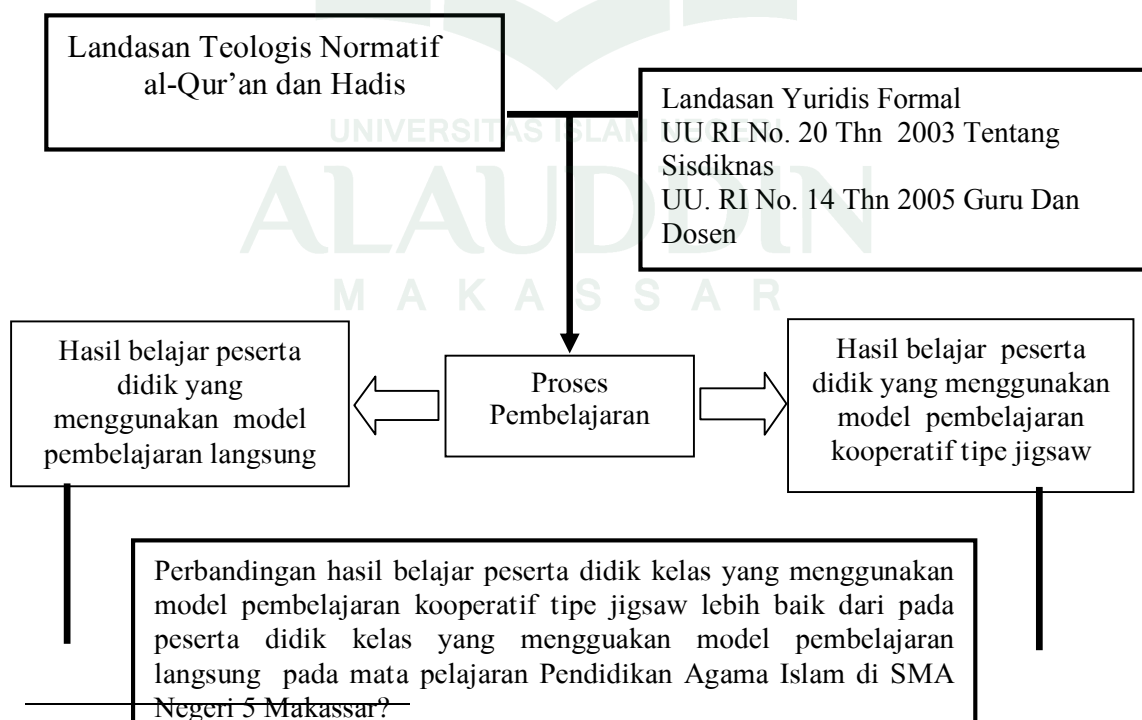 Landasan Teologis Normatif
al-Qur’an dan Hadis
Landasan Yuridis Formal
UU RI No. 20 Thn 2003 Tentang
Sisdiknas
UU. RI No. 14 Thn 2005 Guru Dan
Dosen
UNIVERSITAS ISLAM NEGERI
ALAUDDIN
MAKASSAR
Hasil belajar peserta
didik yang
menggunakan model
pembelajaran langsung
Proses
Pembelajaran
Hasil belajar peserta
didik yang menggunakan
model pembelajaran
kooperatif tipe jigsaw
Perbandingan hasil belajar peserta didik kelas yang menggunakan
model pembelajaran kooperatif tipe jigsaw lebih baik dari pada
peserta didik kelas yang mengguakan model pembelajaran
langsung pada mata pelajaran Pendidikan Agama Islam di SMA
Negeri 5 Makassar?